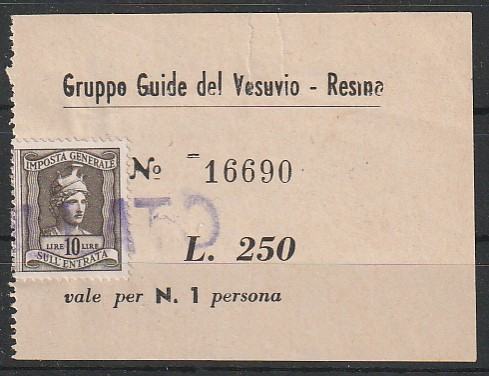 Gruppo Guide del Vesuvio - Resina
No 16690
IMPOSTA GENERALE
LIRE 10 LIRE
SULL'ENTRATA
L. 250
vale per N. 1 persona